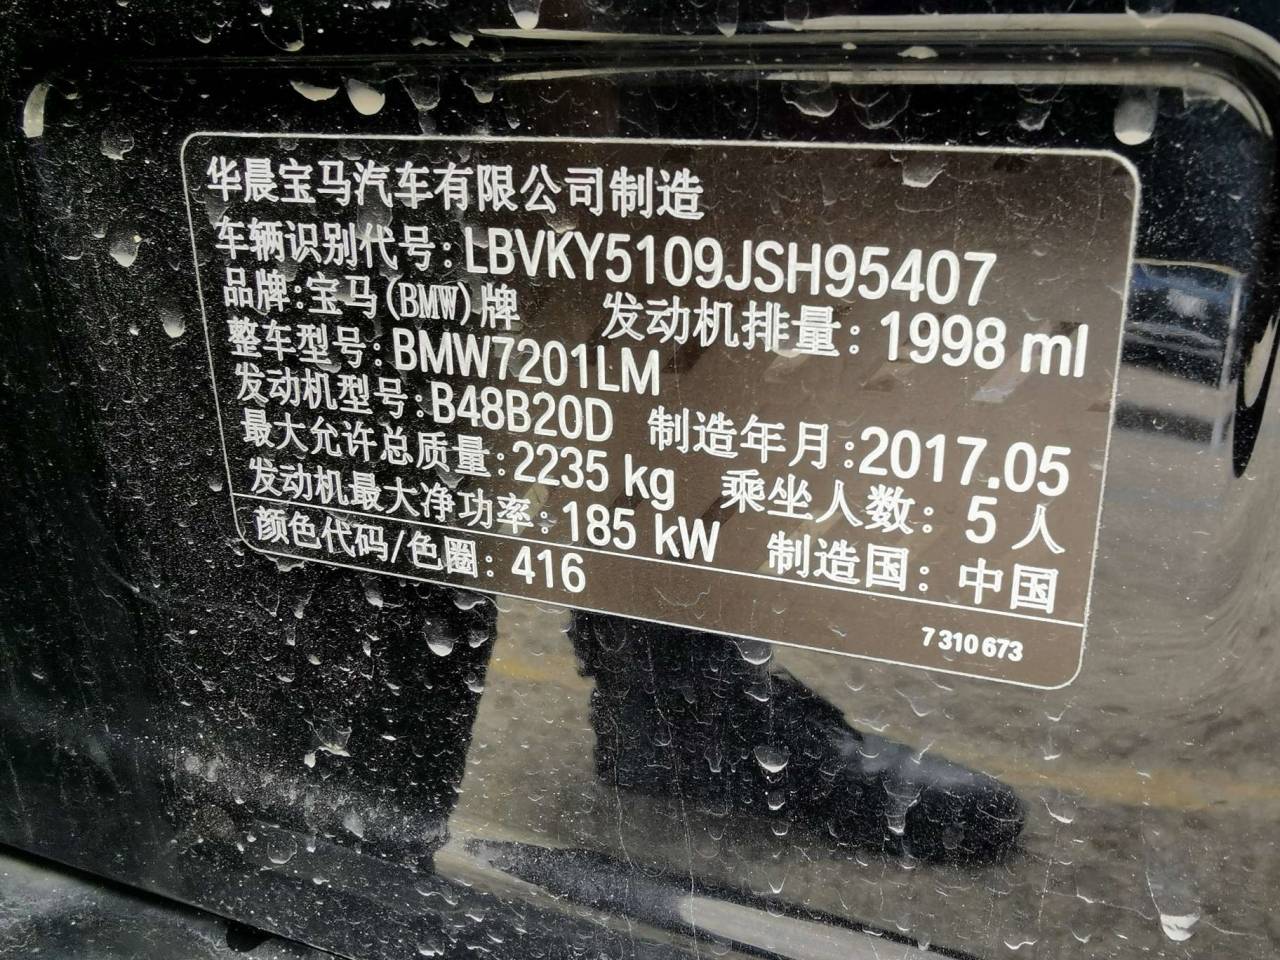 华晨宝马汽车有限公司制造
车辆识别代号:LBVKY5109JSH95407
品牌:宝马(BMW)牌 发动机排量:1998 ml
整车型号:BMW7201LM
发动机型号:B48B20D 制造年月:2017.05
最大允许总质量:2235 kg 乘坐人数:5人
发动机最大净功率:185 kW 制造国:中国
颜色代码/色圈:416
7 310 673